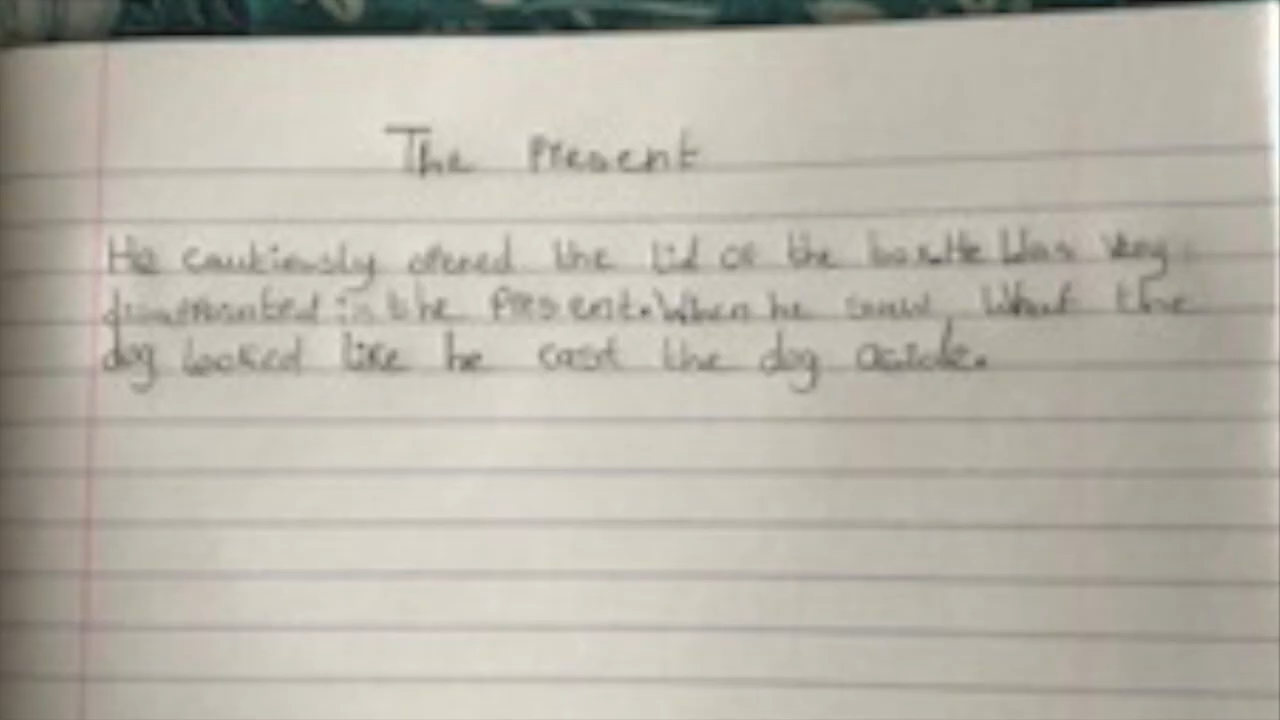 The Present
He cautiously opened the lid of the box. He was very
in the Present. When he saw what the
dog looked like he cast the dog aside.